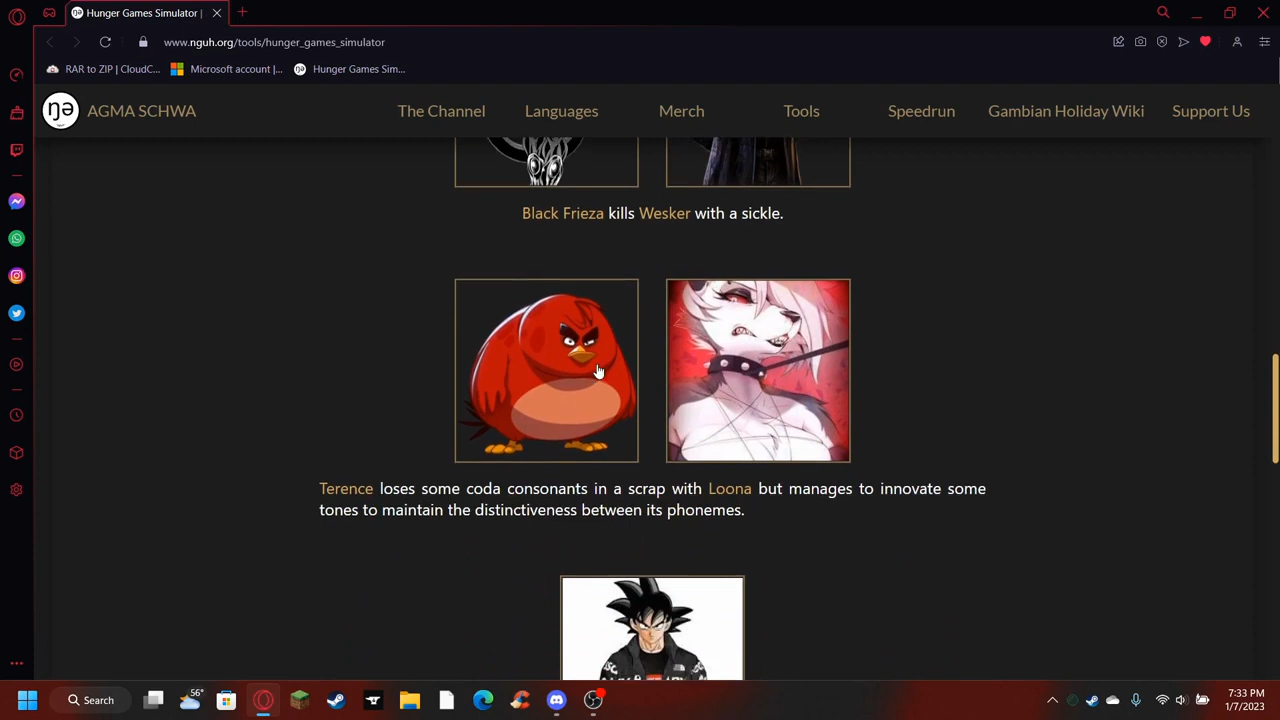 Hunger Games Simulator |
www.nguh.org/tools/hunger_games_simulator
RAR to ZIP | CloudC...
Microsoft account |...
ŋə Hunger Games Sim...
ŋə AGMA SCHWA
The Channel
Languages
Merch
Tools
Speedrun
Gambian Holiday Wiki
Support Us
Black Frieza kills Wesker with a sickle.
Terence loses some coda consonants in a scrap with Loona but manages to innovate some
tones to maintain the distinctiveness between its phonemes.
56°
Search
7:33 PM
1/7/2023